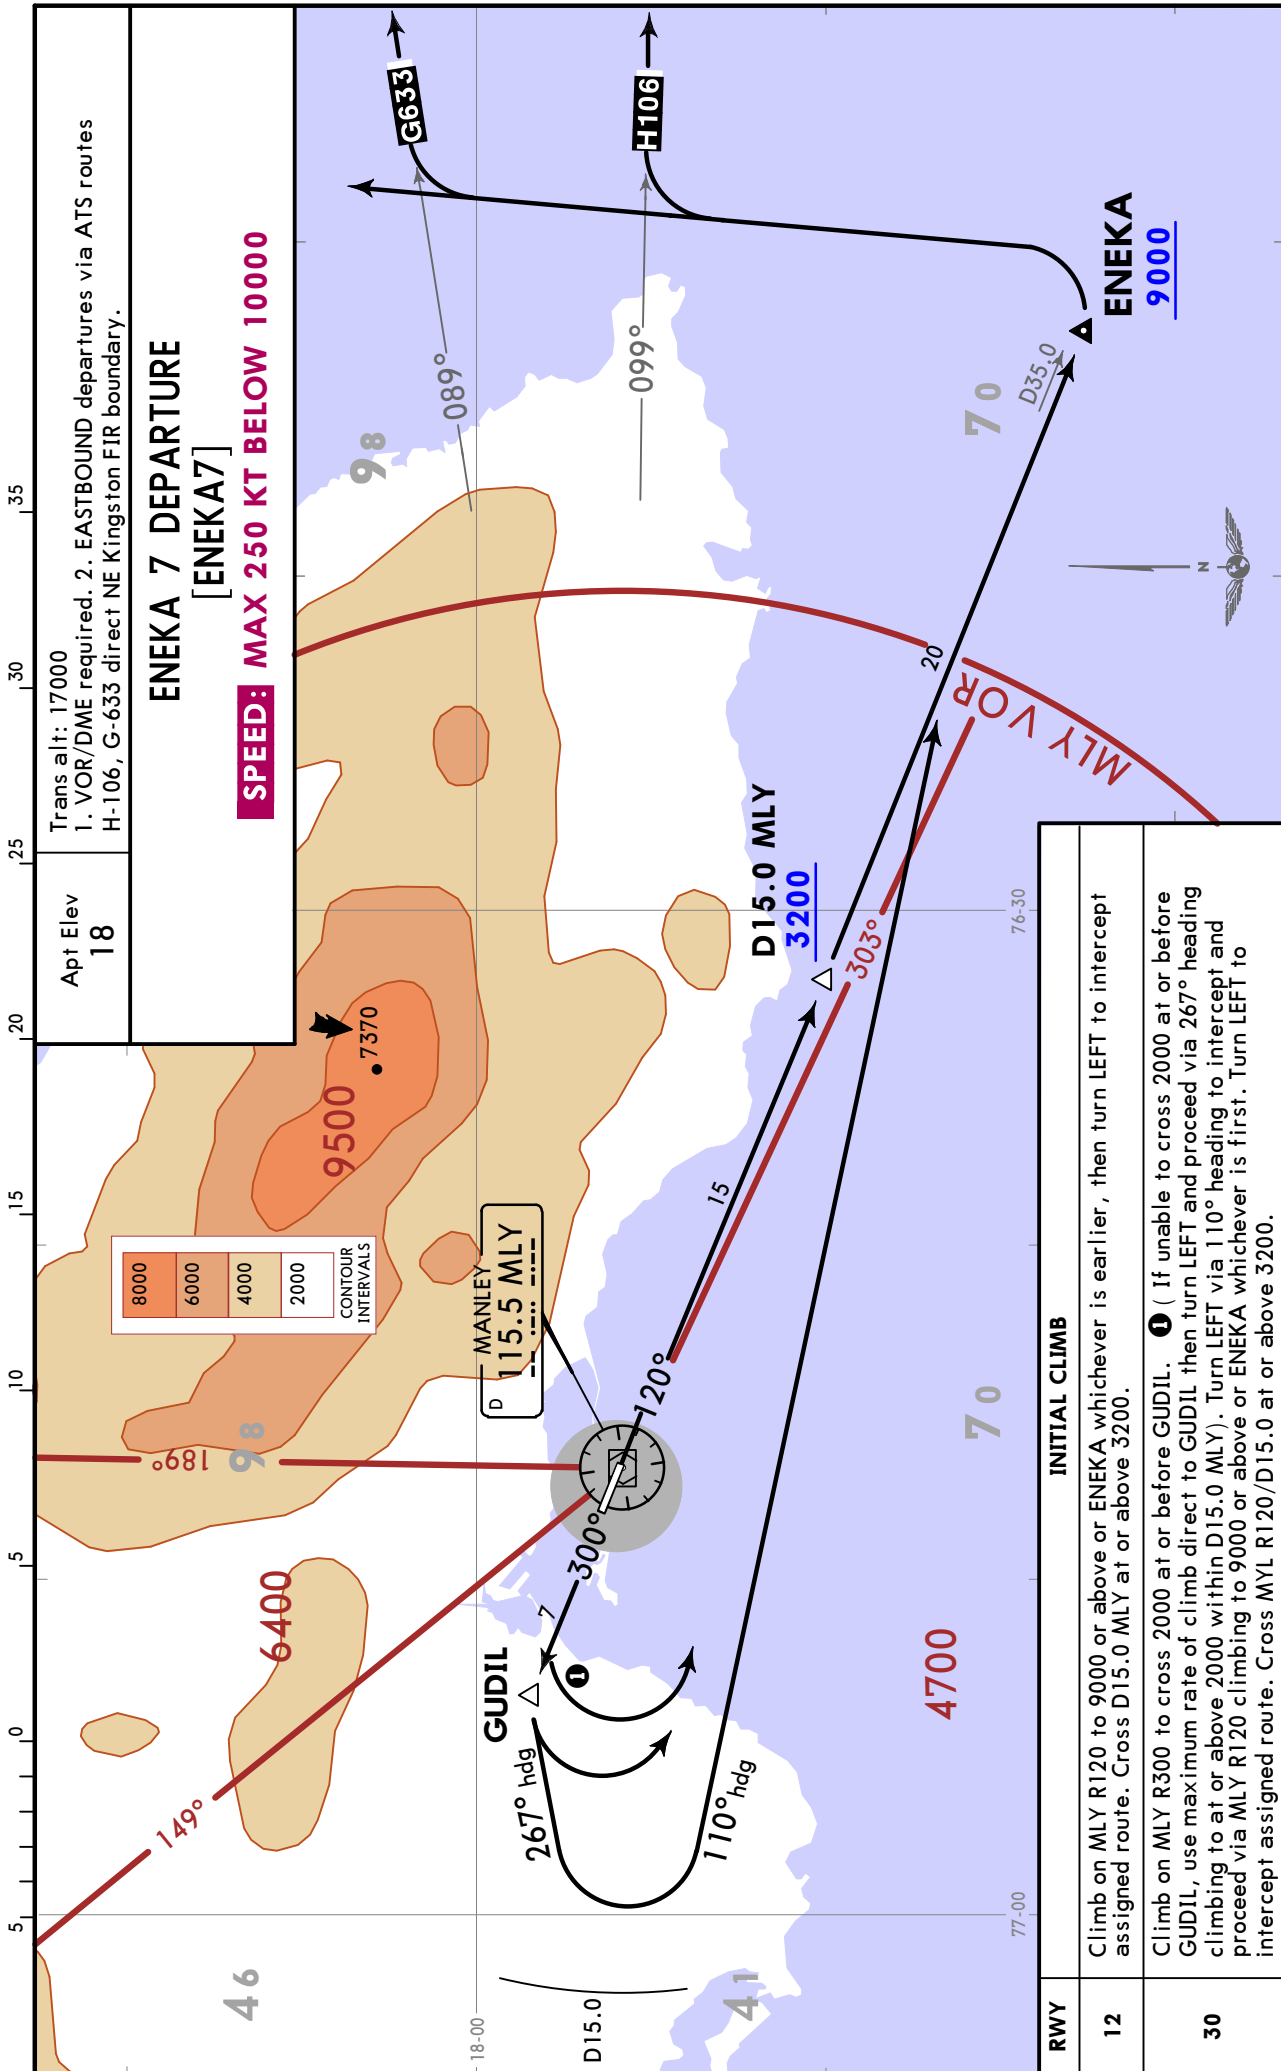 Apt Elev
18
Trans alt: 17000
1. VOR/DME required. 2. EASTBOUND departures via ATS routes
H-106, G-633 direct NE Kingston FIR boundary.
ENEKA 7 DEPARTURE
[ENEKA7]
SPEED: MAX 250 KT BELOW 10000
5
0
5
10
15
20
25
30
35
8000
6000
4000
2000
CONTOUR
INTERVALS
149°
6400
189°
98
9500
7370
98
46
G633
089°
H106
099°
MANLEY
D 115.5 MLY
18-00
D15.0
41
GUDIL
267° hdg
110° hdg
1
7
300°
120°
15
D15.0 MLY
3200
303°
20
MLY VOR
D35.0
ENEKA
9000
70
70
4700
77-00
76-30
N
RWY
INITIAL CLIMB
12
Climb on MLY R120 to 9000 or above or ENEKA whichever is earlier, then turn LEFT to intercept
assigned route. Cross D15.0 MLY at or above 3200.
30
Climb on MLY R300 to cross 2000 at or before GUDIL. 1 ( If unable to cross 2000 at or before
GUDIL, use maximum rate of climb direct to GUDIL then turn LEFT and proceed via 267° heading
climbing to at or above 2000 within D15.0 MLY). Turn LEFT via 110° heading to intercept and
proceed via MLY R120 climbing to 9000 or above or ENEKA whichever is first. Turn LEFT to
intercept assigned route. Cross MYL R120/D15.0 at or above 3200.